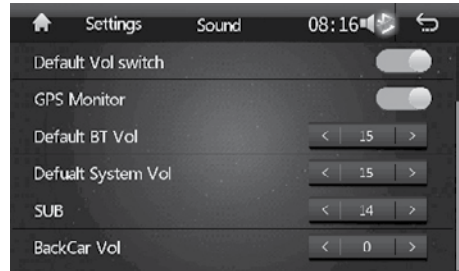 Settings Sound 08:16
Default Vol switch
GPS Monitor
Default BT Vol < 15 >
Defualt System Vol < 15 >
SUB < 14 >
BackCar Vol < 0 >